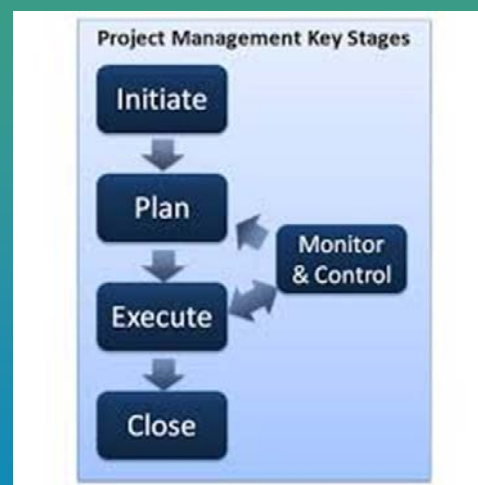 Project Management Key Stages
Initiate
Plan
Monitor
& Control
Execute
Close